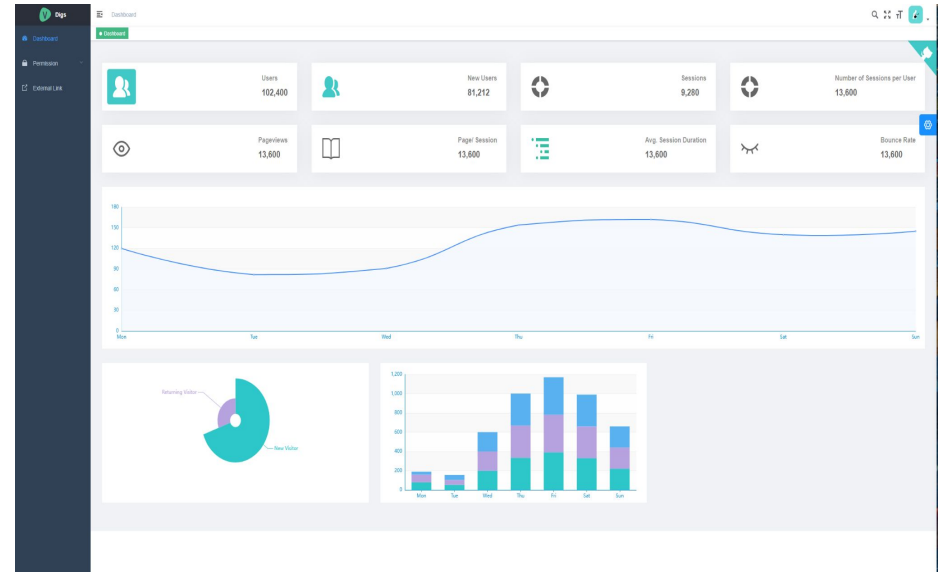 V Digs
Dashboard
Dashboard
Dashboard
Permission
External Link
Users
102,400
New Users
81,212
Sessions
9,280
Number of Sessions per User
13,600
Pageviews
13,600
Page/ Session
13,600
Avg. Session Duration
13,600
Bounce Rate
13,600
180
150
120
90
60
30
0
Mon Tue Wed Thu Fri Sat Sun
Returning Visitor
New Visitor
1,200
1,000
800
600
400
200
0
Mon Tue Wed Thu Fri Sat Sun